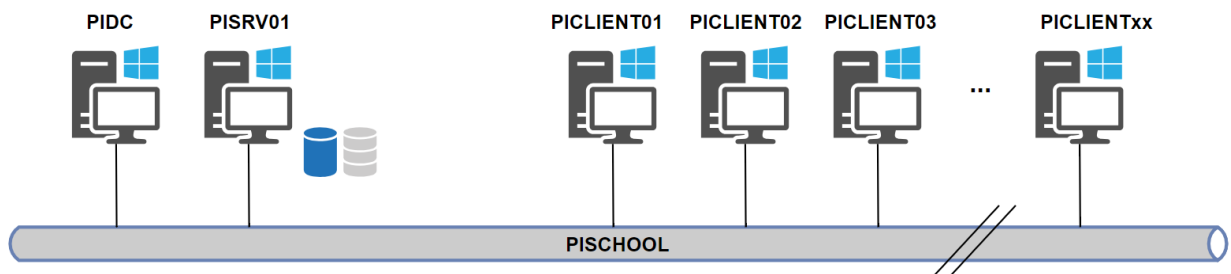 PIDC PISRV01 PICLIENT01 PICLIENT02 PICLIENT03 PICLIENTxx
...
PISCHOOL